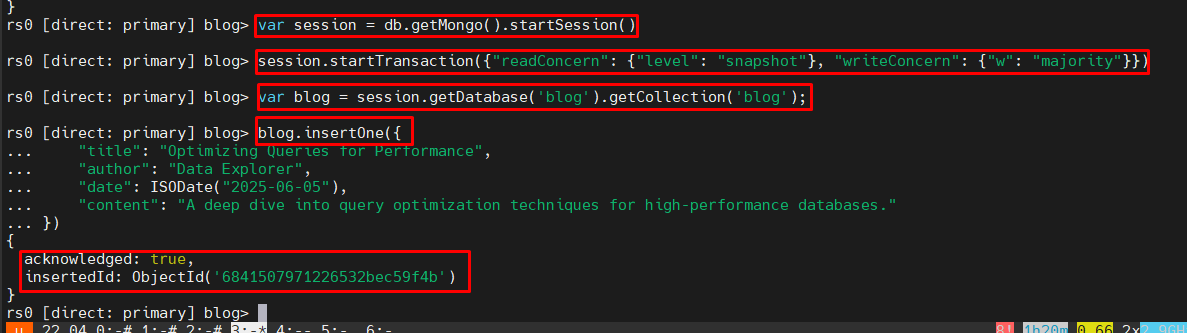 }
rs0 [direct: primary] blog> var session = db.getMongo().startSession()
rs0 [direct: primary] blog> session.startTransaction({"readConcern": {"level": "snapshot"}, "writeConcern": {"w": "majority"}})
rs0 [direct: primary] blog> var blog = session.getDatabase('blog').getCollection('blog');
rs0 [direct: primary] blog> blog.insertOne({
... "title": "Optimizing Queries for Performance",
... "author": "Data Explorer",
... "date": ISODate("2025-06-05"),
... "content": "A deep dive into query optimization techniques for high-performance databases."
... })
{
acknowledged: true,
insertedId: ObjectId('6841507971226532bec59f4b')
}
rs0 [direct: primary] blog>
u 22.04 0:-# 1:-# 2:-# 3:-* 4:-- 5:- 6:- 8! 1h20m 0.66 2x2.9GH